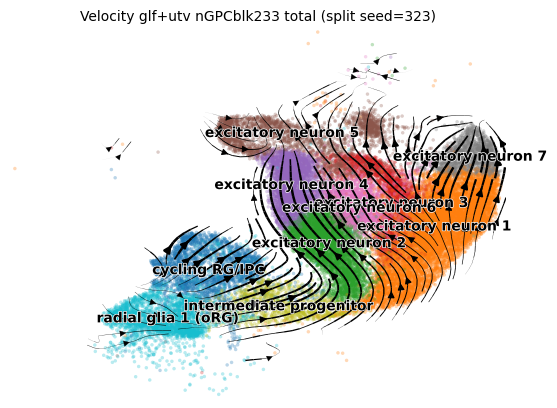 Velocity glf+utv nGPCblk233 total (split seed=323)
excitatory neuron 5
excitatory neuron 7
excitatory neuron 4
excitatory neuron 3
excitatory neuron 6
excitatory neuron 1
excitatory neuron 2
cycling RG/IPC
intermediate progenitor
radial glia 1 (oRG)